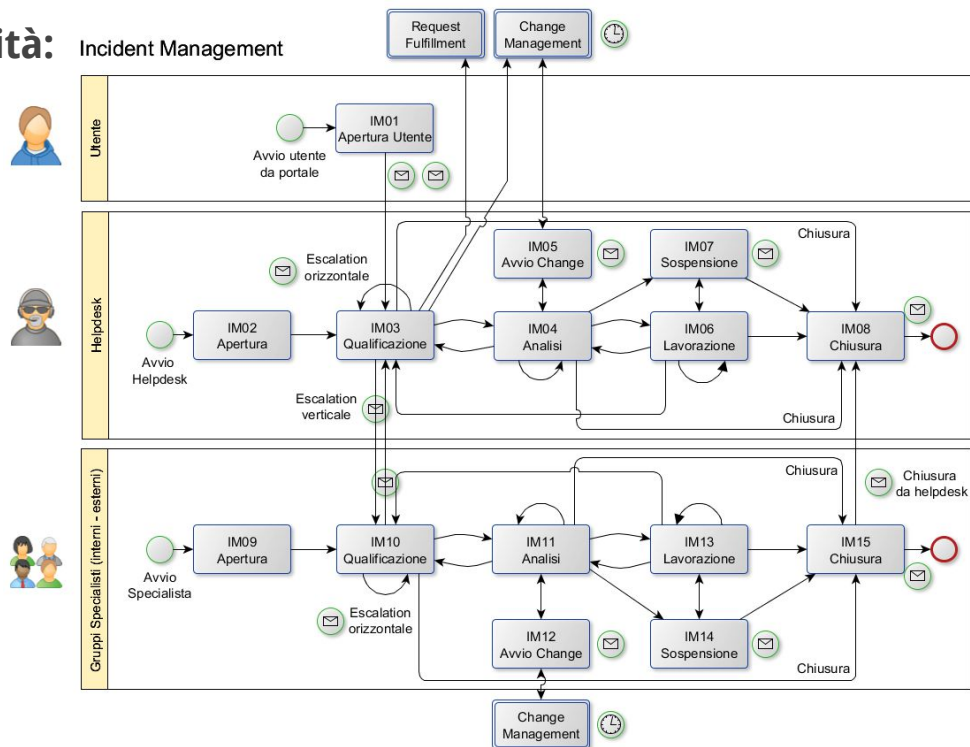 ità:
Incident Management
Request
Fulfillment
Change
Management
Utente
IM01
Apertura Utente
Avvio utente
da portale
Helpdesk
Escalation
orizzontale
IM05
Avvio Change
IM07
Sospensione
Chiusura
IM02
Apertura
IM03
Qualificazione
IM04
Analisi
IM06
Lavorazione
IM08
Chiusura
Avvio
Helpdesk
Escalation
verticale
Chiusura
Gruppi Specialisti (interni - esterni)
Chiusura
Chiusura
da helpdesk
IM09
Apertura
IM10
Qualificazione
IM11
Analisi
IM13
Lavorazione
IM15
Chiusura
Avvio
Specialista
Escalation
orizzontale
IM12
Avvio Change
IM14
Sospensione
Chiusura
Change
Management